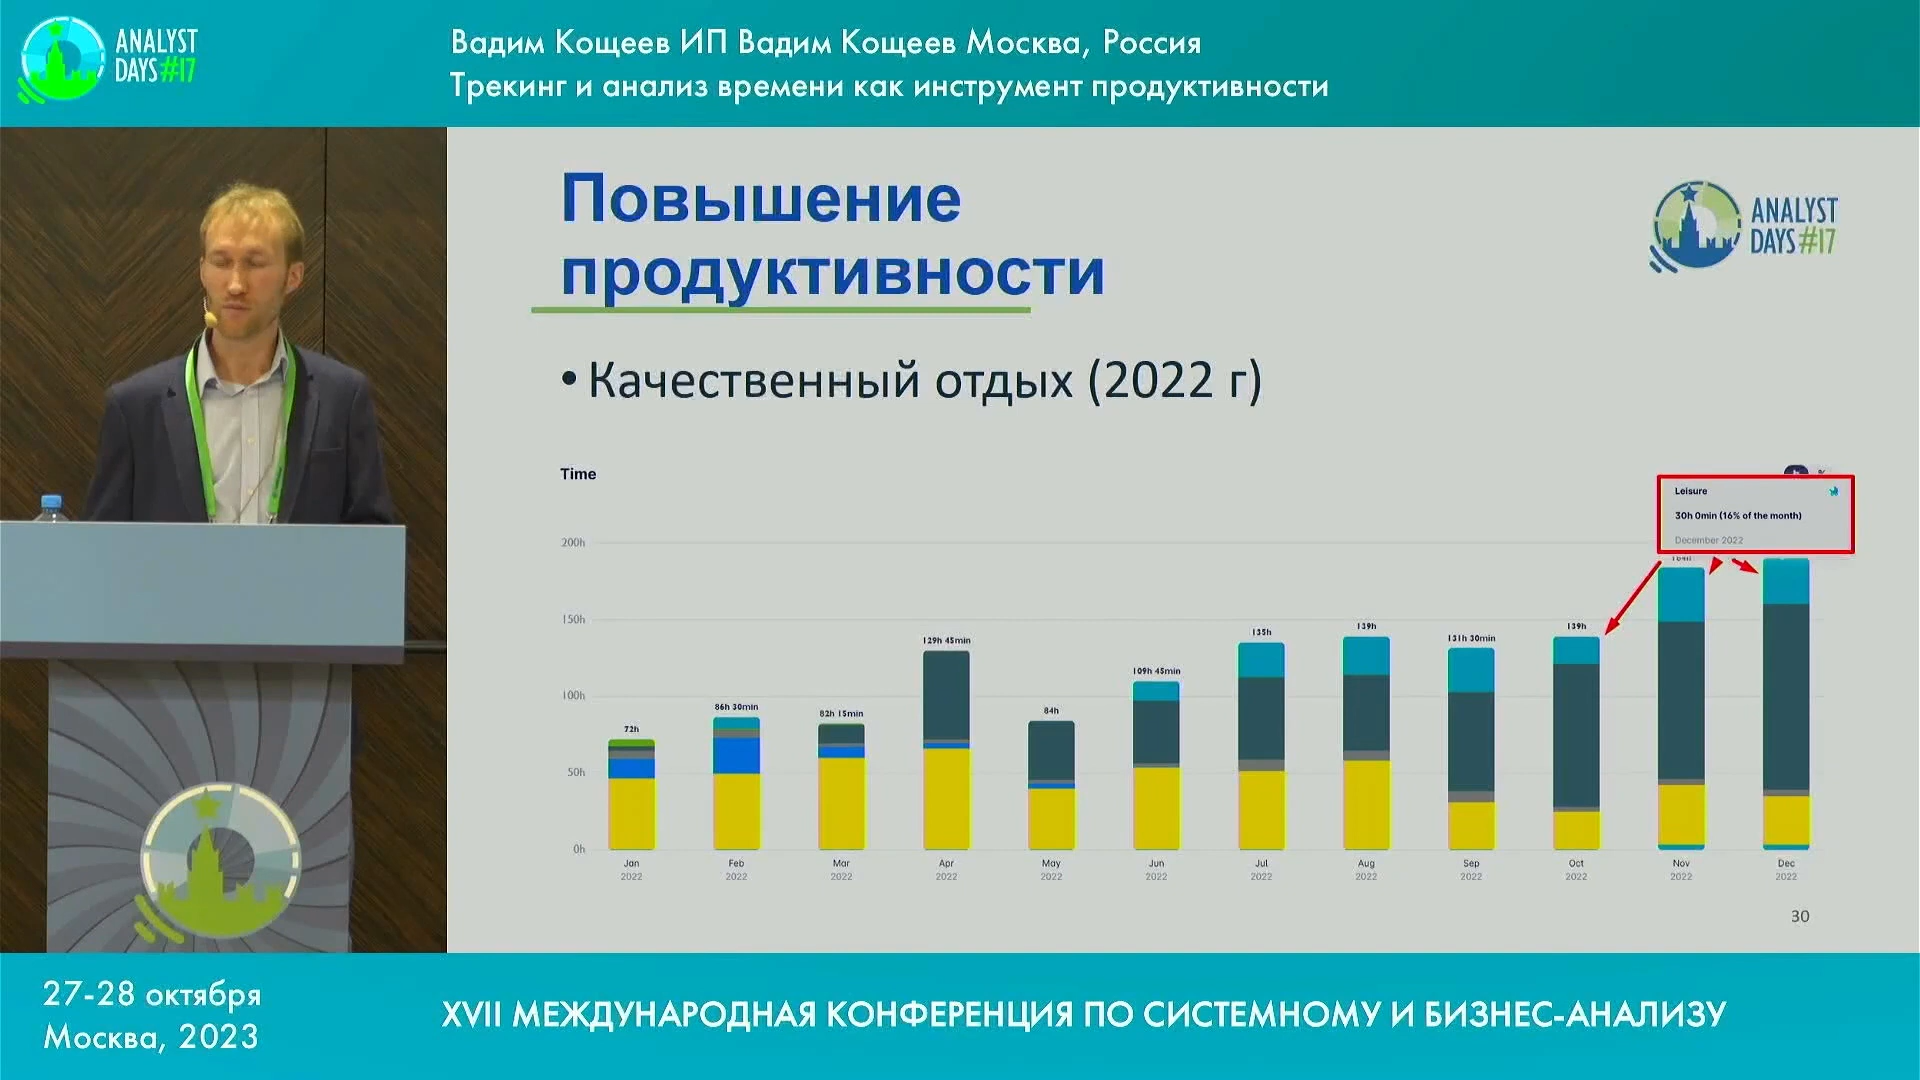 ANALYST
DAYS #17
Вадим Кощеев ИП Вадим Кощеев Москва, Россия
Трекинг и анализ времени как инструмент продуктивности
Повышение
продуктивности
ANALYST
DAYS #17
• Качественный отдых (2022 г)
Time
Leisure
30h 0min (16% of the month)
December 2022
200h
150h
100h
50h
0h
72h
86h 30min
82h 15min
129h 45min
84h
109h 45min
135h
139h
131h 30min
139h
184h
Jan Feb Mar Apr May Jun Jul Aug Sep Oct Nov Dec
2022 2022 2022 2022 2022 2022 2022 2022 2022 2022 2022 2022
30
27-28 октября
Москва, 2023
XVII МЕЖДУНАРОДНАЯ КОНФЕРЕНЦИЯ ПО СИСТЕМНОМУ И БИЗНЕС-АНАЛИЗУ